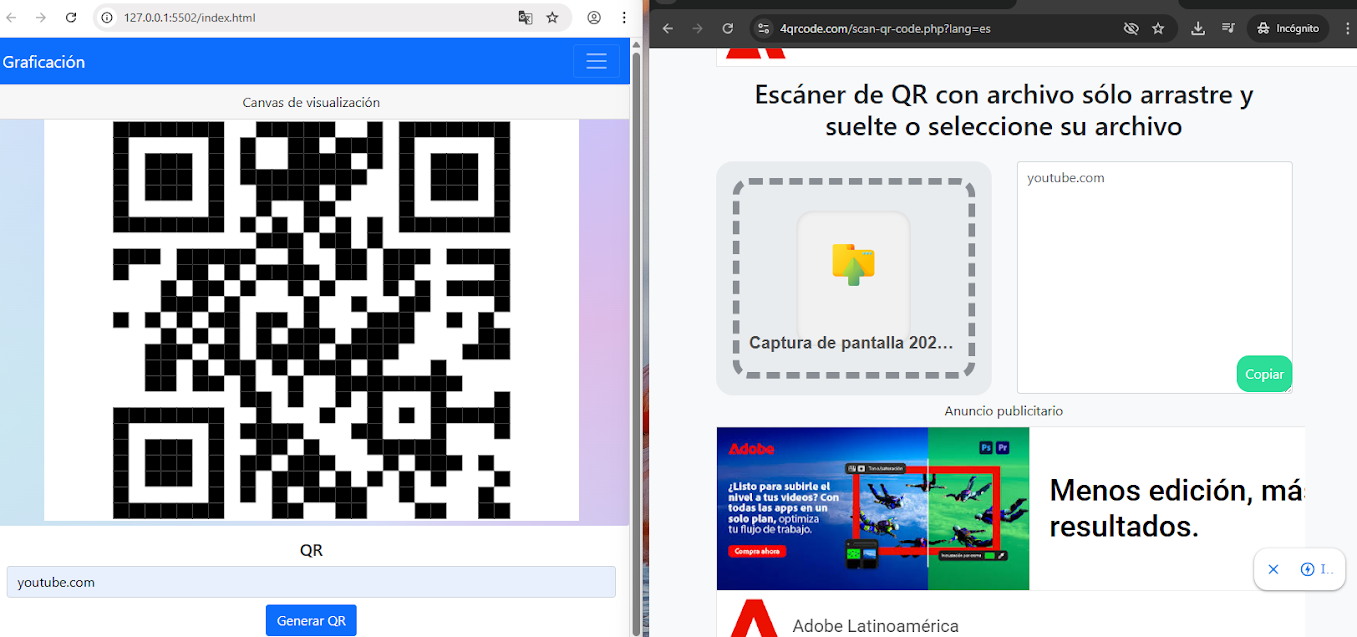 127.0.0.1:5502/index.html
Graficación
Canvas de visualización
QR
youtube.com
Generar QR
4qrcode.com/scan-qr-code.php?lang=es
Incógnito
Escáner de QR con archivo sólo arrastre y
suelte o seleccione su archivo
Captura de pantalla 202...
youtube.com
Copiar
Anuncio publicitario
Adobe
Ps
Pr
¿Listo para subirle el
nivel a tus videos? Con
todas las apps en un
solo plan, optimiza
tu flujo de trabajo.
Compra ahora
Menos edición, más
resultados.
Adobe Latinoamérica